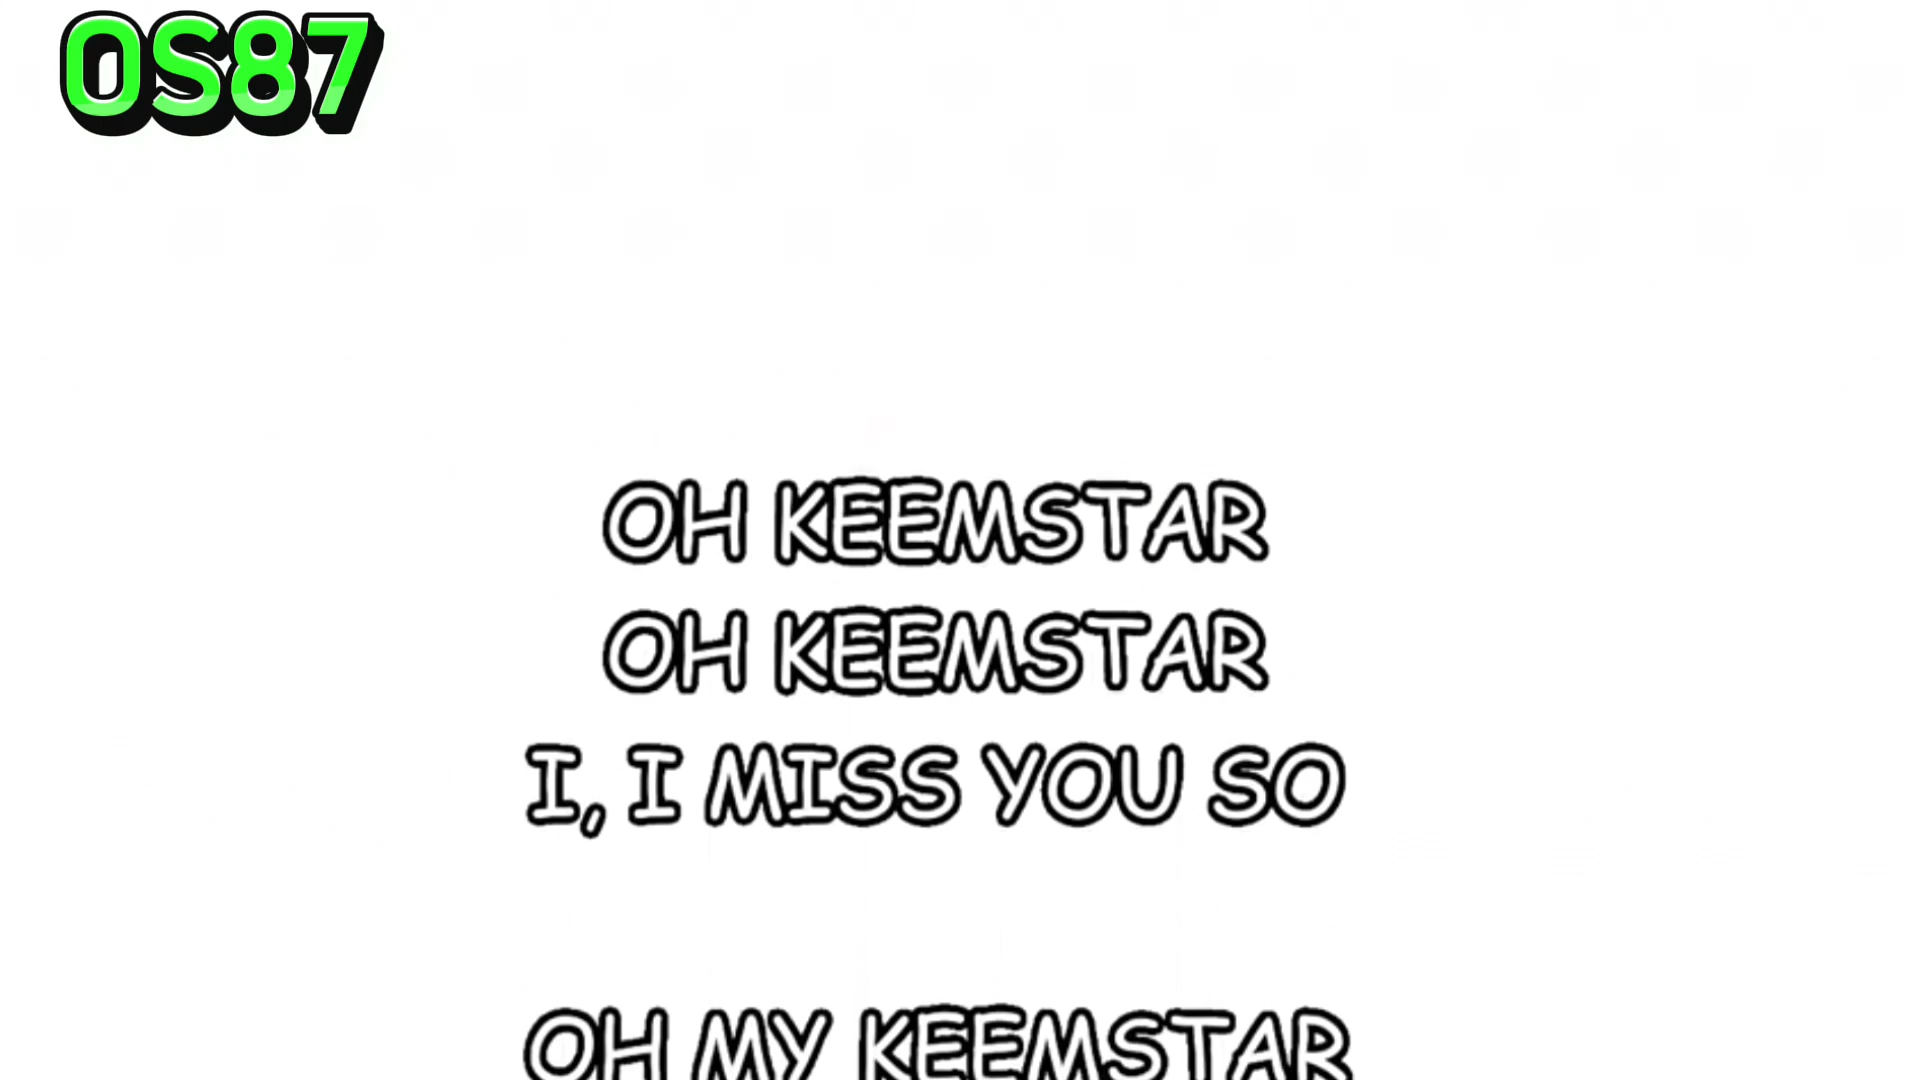 OS87
OH KEEMSTAR
OH KEEMSTAR
I, I MISS YOU SO
OH MY KEEMSTAR